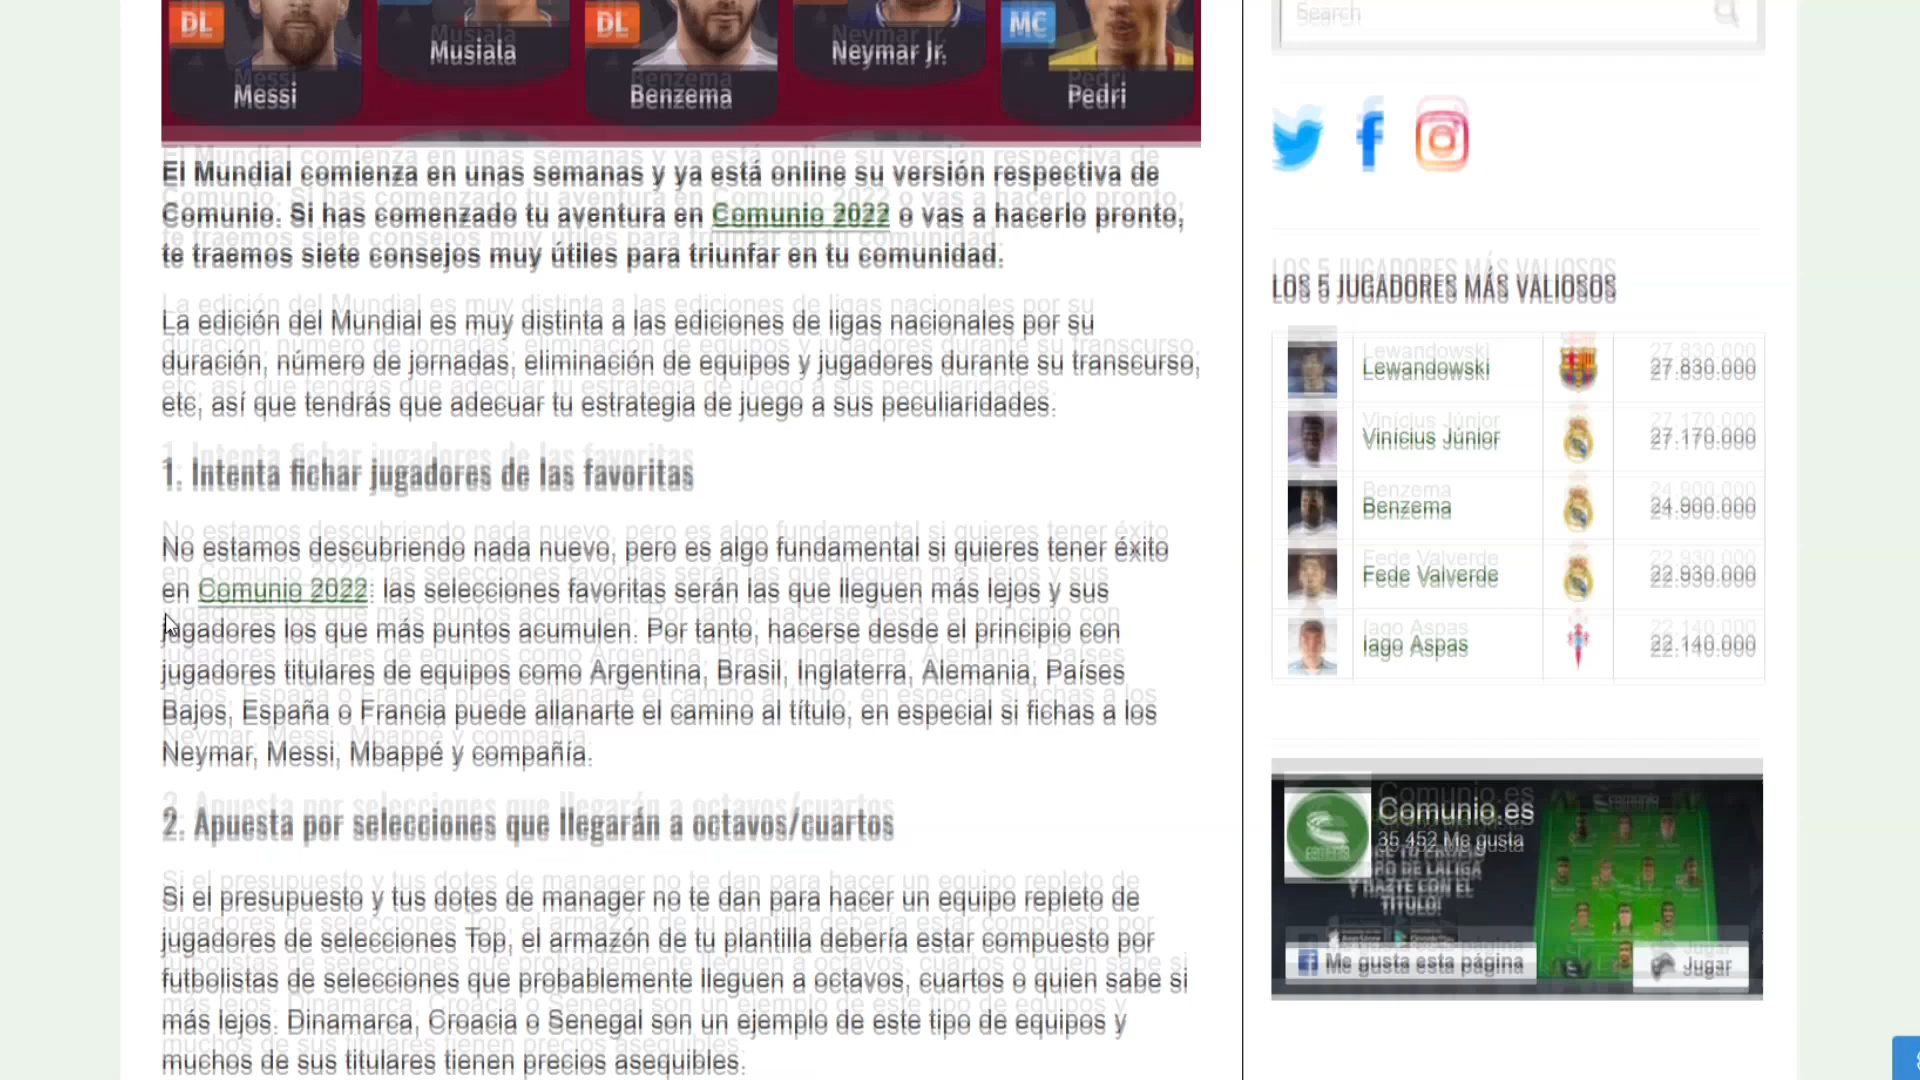 DL
DL
MC
Musiala
Neymar Jr.
Messi
Benzema
Pedri
El Mundial comienza en unas semanas y ya está online su versión respectiva de
Comunio. Si has comenzado tu aventura en Comunio 2022 o vas a hacerlo pronto,
te traemos siete consejos muy útiles para triunfar en tu comunidad.
La edición del Mundial es muy distinta a las ediciones de ligas nacionales por su
duración, número de jornadas, eliminación de equipos y jugadores durante su transcurso,
etc, así que tendrás que adecuar tu estrategia de juego a sus peculiaridades.
1. Intenta fichar jugadores de las favoritas
No estamos descubriendo nada nuevo, pero es algo fundamental si quieres tener éxito
en Comunio 2022: las selecciones favoritas serán las que lleguen más lejos y sus
jugadores los que más puntos acumulen. Por tanto, hacerse desde el principio con
jugadores titulares de equipos como Argentina, Brasil, Inglaterra, Alemania, Países
Bajos, España o Francia puede allanarte el camino al título, en especial si fichas a los
Neymar, Messi, Mbappé y compañía.
2. Apuesta por selecciones que llegarán a octavos/cuartos
Si el presupuesto y tus dotes de manager no te dan para hacer un equipo repleto de
jugadores de selecciones Top, el armazón de tu plantilla debería estar compuesto por
futbolistas de selecciones que probablemente lleguen a octavos, cuartos o quien sabe si
más lejos. Dinamarca, Croacia o Senegal son un ejemplo de este tipo de equipos y
muchos de sus titulares tienen precios asequibles.
Search
LOS 5 JUGADORES MÁS VALIOSOS
Lewandowski 27.830.000
Vinícius Júnior 27.170.000
Benzema 24.900.000
Fede Valverde 22.930.000
Iago Aspas 22.140.000
Comunio.es
35 452 Me gusta
DE LALIGA
Y HAZTE CON EL
TÍTULO!
Me gusta esta página
Jugar